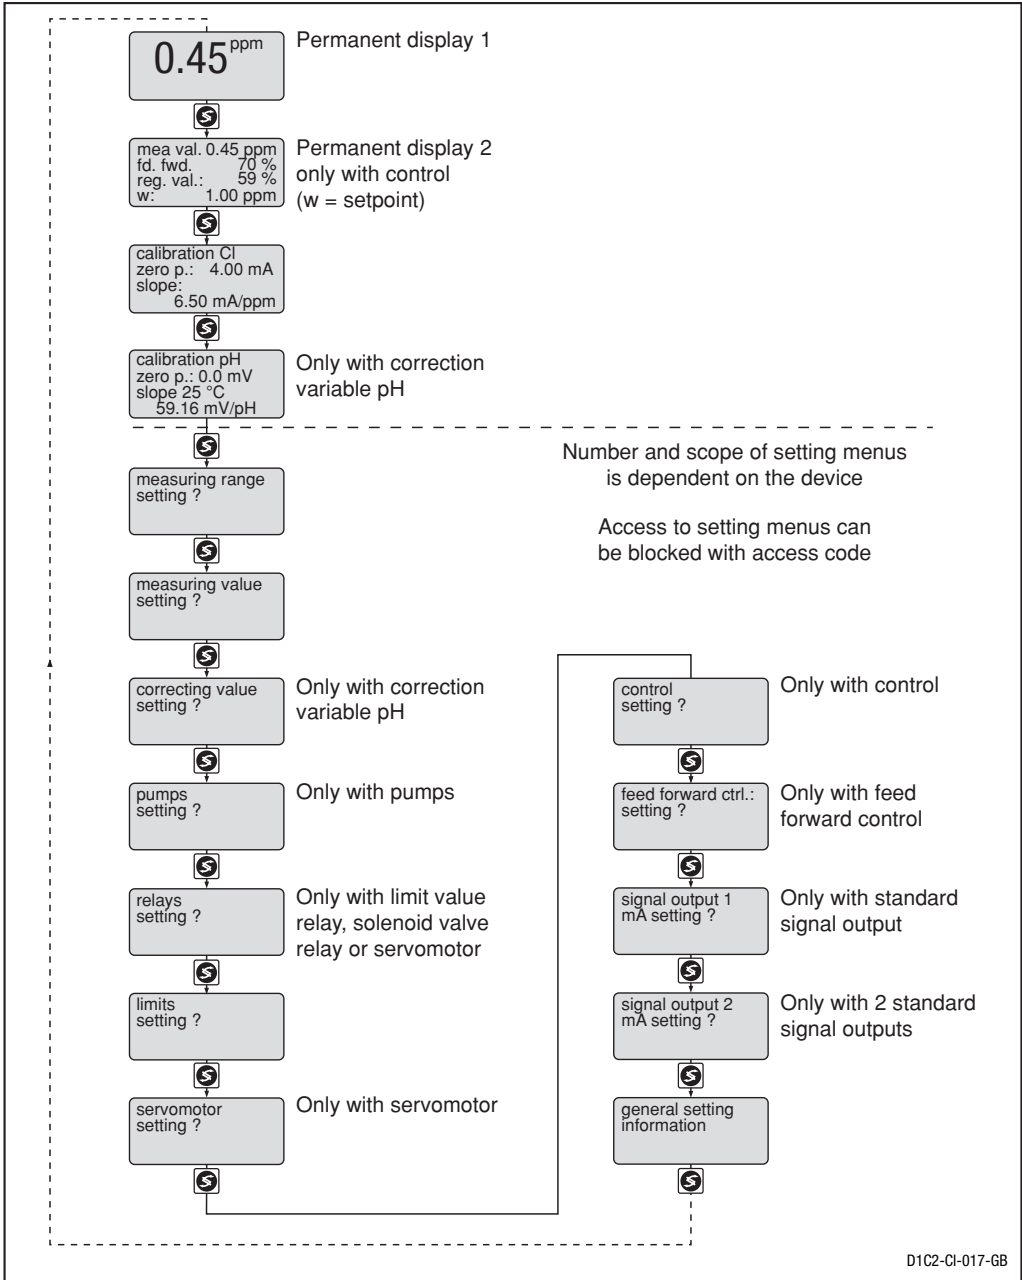 0.45 ppm
Permanent display 1
mea val. 0.45 ppm
fd. fwd. 70 %
reg. val.: 59 %
w: 1.00 ppm
Permanent display 2
only with control
(w = setpoint)
calibration Cl
zero p.: 4.00 mA
slope:
6.50 mA/ppm
calibration pH
zero p.: 0.0 mV
slope 25 °C
59.16 mV/pH
Only with correction
variable pH
Number and scope of setting menus
is dependent on the device
Access to setting menus can
be blocked with access code
measuring range
setting ?
measuring value
setting ?
correcting value
setting ?
Only with correction
variable pH
pumps
setting ?
Only with pumps
relays
setting ?
Only with limit value
relay, solenoid valve
relay or servomotor
limits
setting ?
servomotor
setting ?
Only with servomotor
control
setting ?
Only with control
feed forward ctrl.:
setting ?
Only with feed
forward control
signal output 1
mA setting ?
Only with standard
signal output
signal output 2
mA setting ?
Only with 2 standard
signal outputs
general setting
information
D1C2-Cl-017-GB